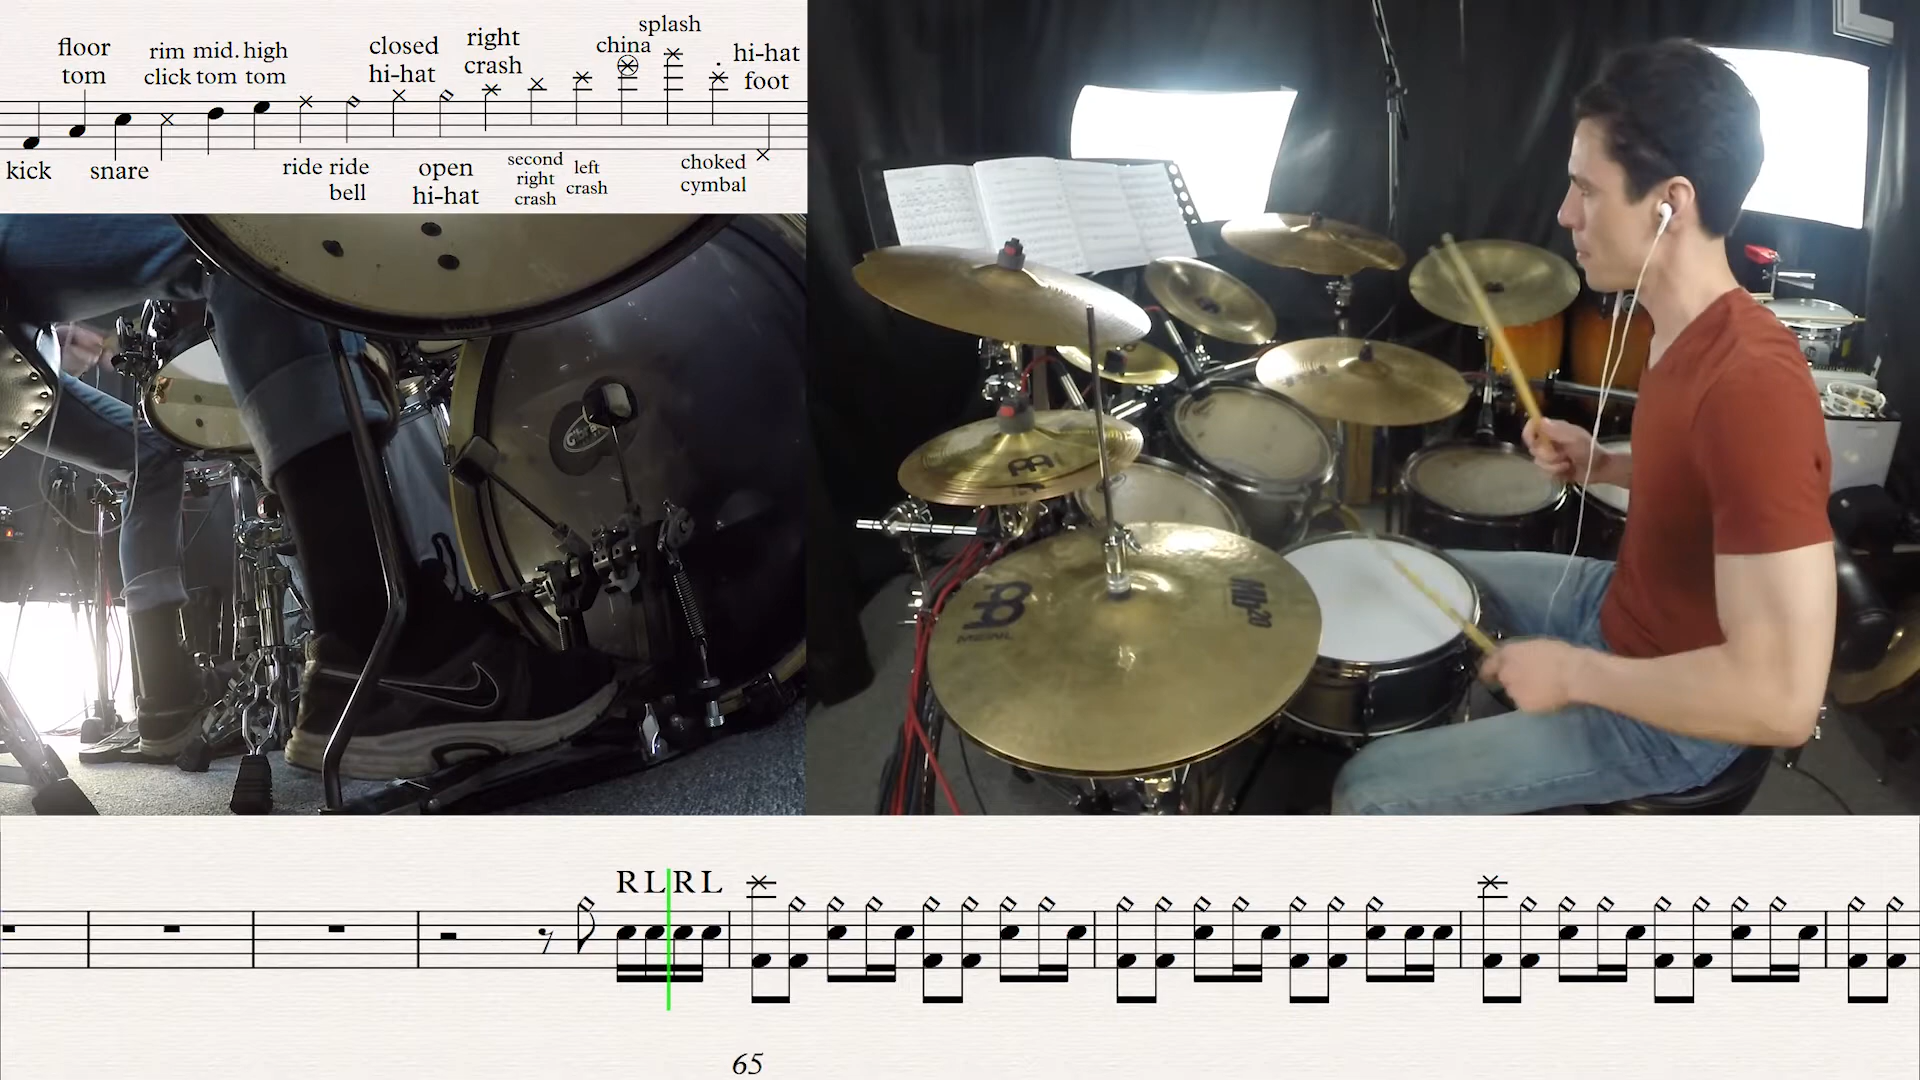 floor
tom
rim
click
mid.
tom
high
tom
closed
hi-hat
right
crash
china
splash
hi-hat
foot
kick
snare
ride
ride
bell
open
hi-hat
second
right
crash
left
crash
choked
cymbal
MEINL
Mb20
R L R L
65